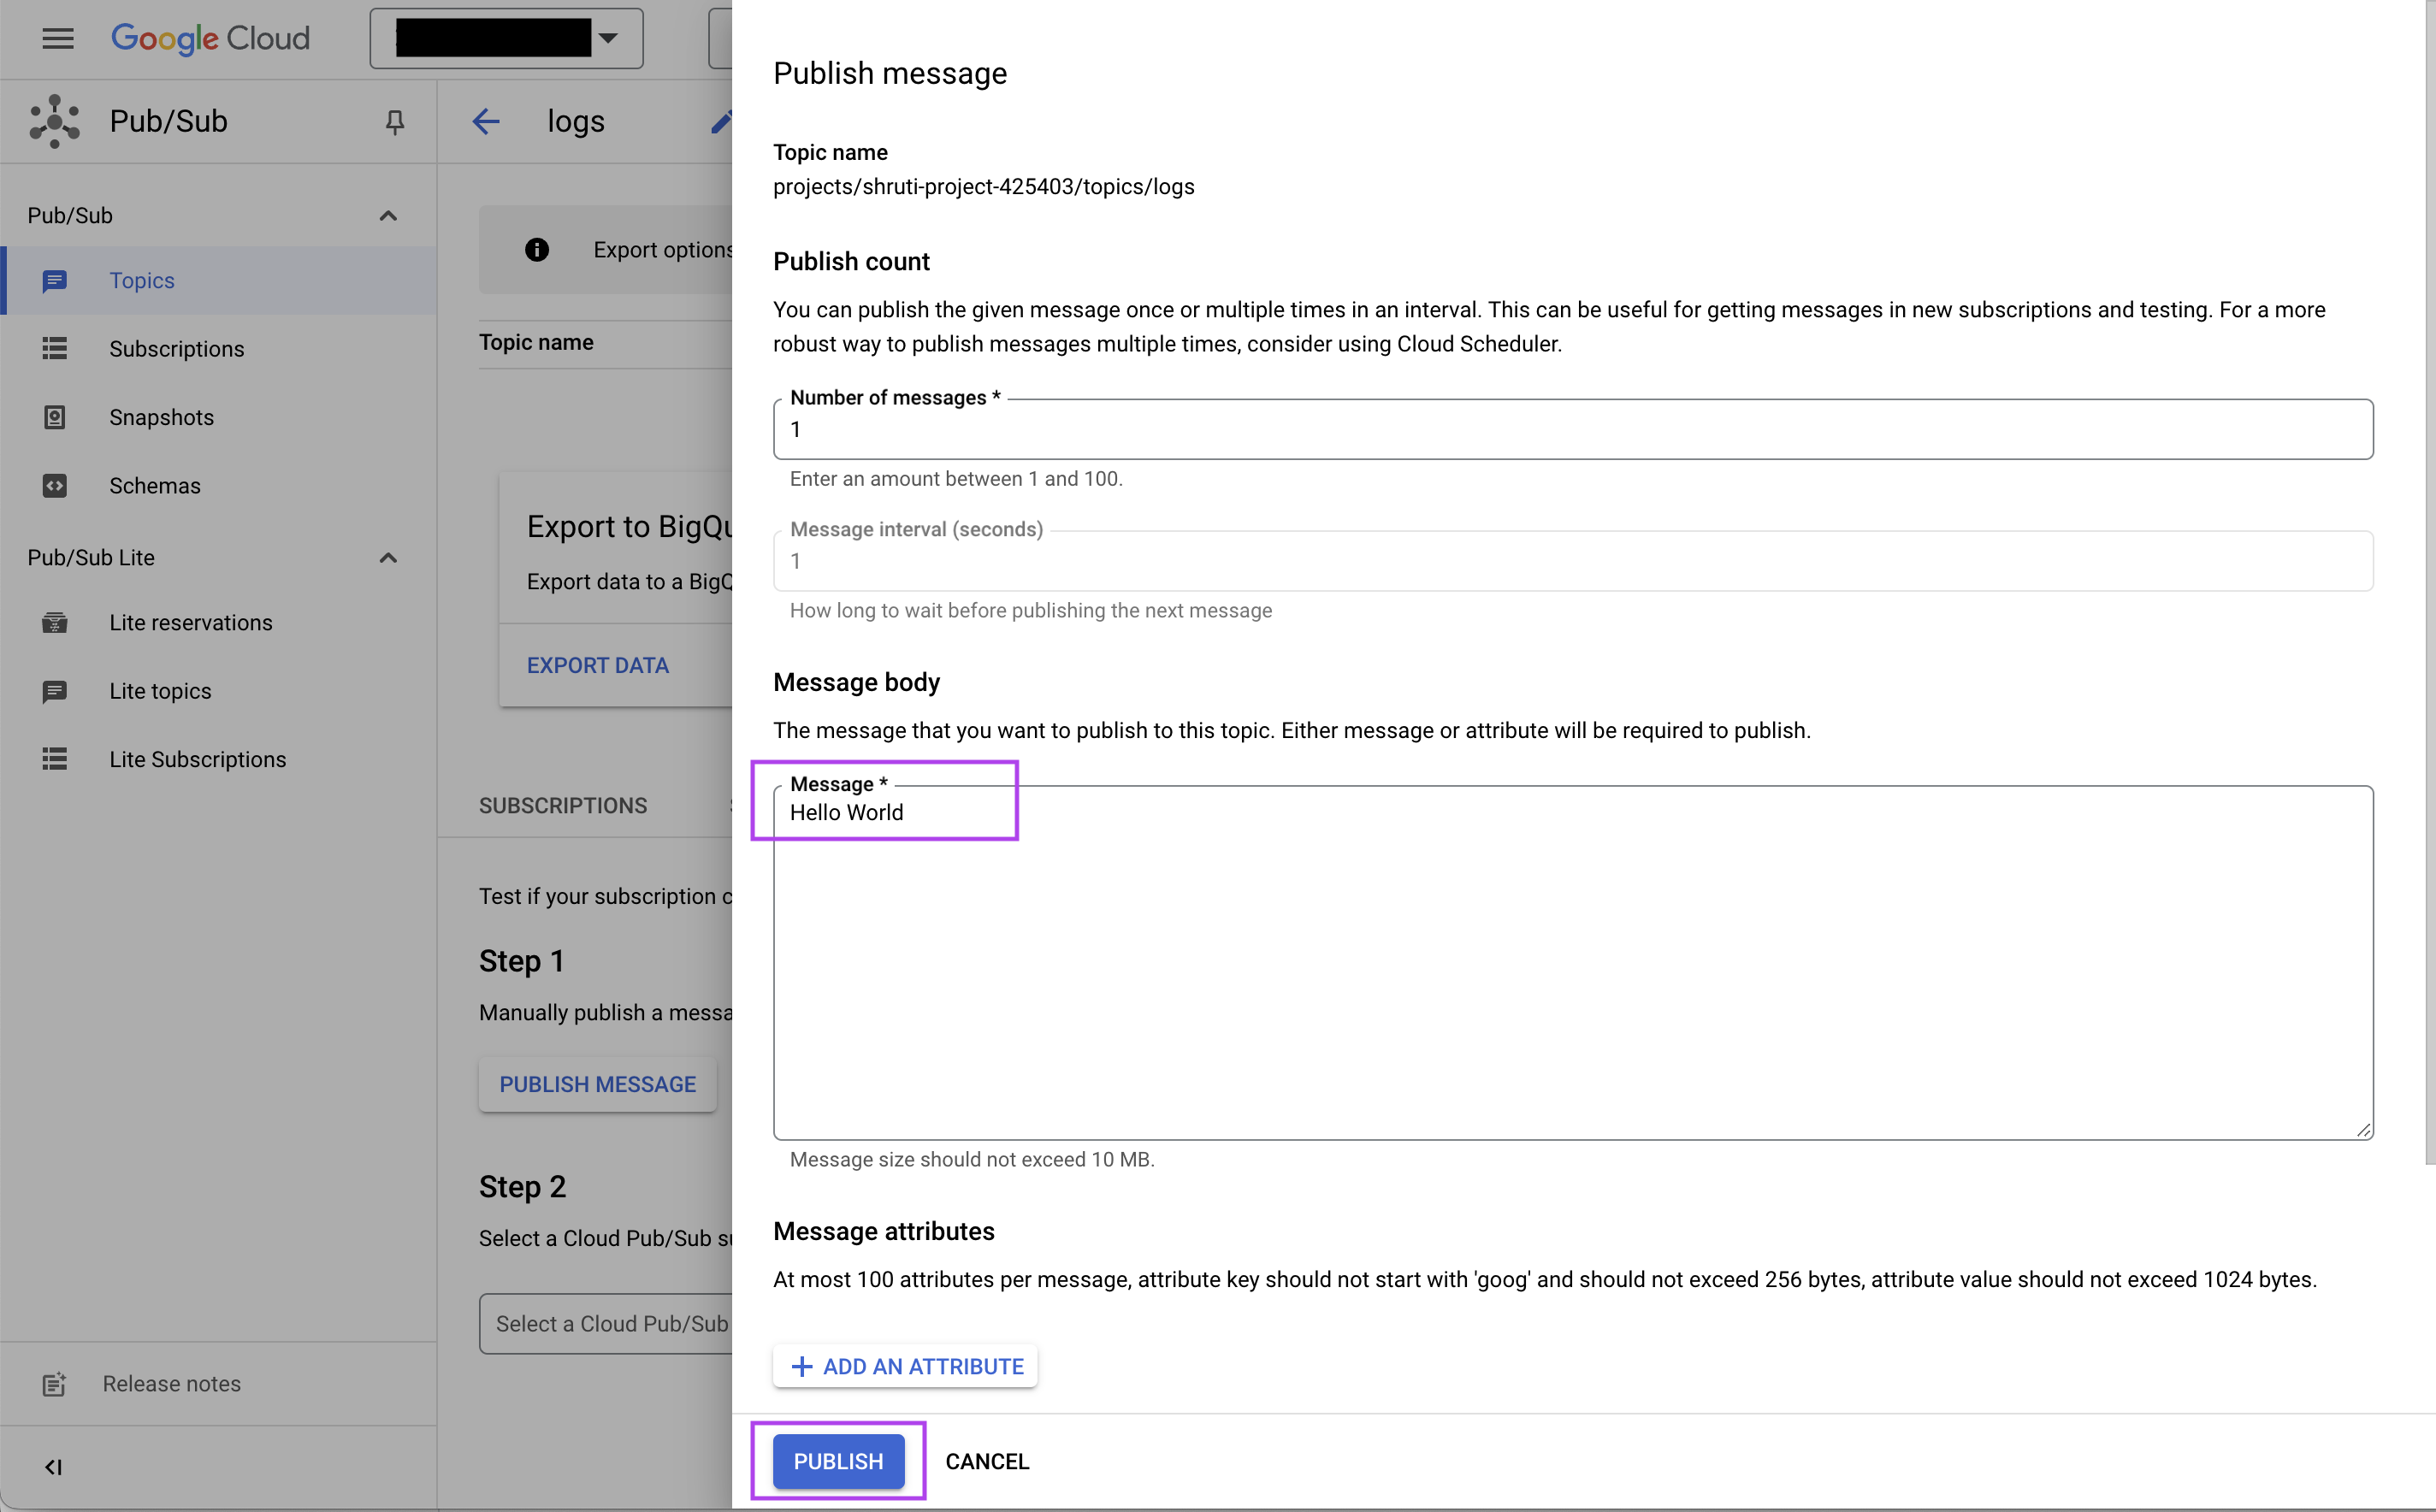 Google Cloud
Pub/Sub
Pub/Sub
Topics
Subscriptions
Snapshots
Schemas
Pub/Sub Lite
Lite reservations
Lite topics
Lite Subscriptions
Release notes
logs
Export options
Topic name
Export to BigQu
Export data to a BigQ
EXPORT DATA
SUBSCRIPTIONS
Test if your subscription c
Step 1
Manually publish a messa
PUBLISH MESSAGE
Step 2
Select a Cloud Pub/Sub su
Select a Cloud Pub/Sub
Publish message
Topic name
projects/shruti-project-425403/topics/logs
Publish count
You can publish the given message once or multiple times in an interval. This can be useful for getting messages in new subscriptions and testing. For a more
robust way to publish messages multiple times, consider using Cloud Scheduler.
Number of messages *
1
Enter an amount between 1 and 100.
Message interval (seconds)
1
How long to wait before publishing the next message
Message body
The message that you want to publish to this topic. Either message or attribute will be required to publish.
Message *
Hello World
Message size should not exceed 10 MB.
Message attributes
At most 100 attributes per message, attribute key should not start with 'goog' and should not exceed 256 bytes, attribute value should not exceed 1024 bytes.
ADD AN ATTRIBUTE
PUBLISH
CANCEL